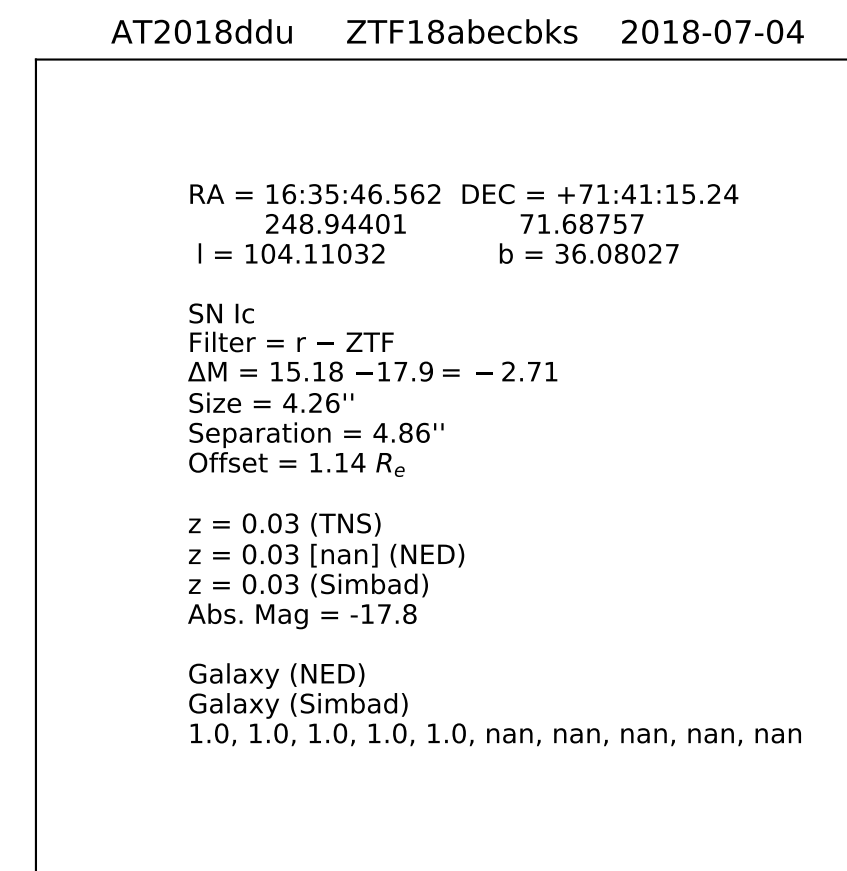 AT2018ddu ZTF18abecbks 2018-07-04
RA = 16:35:46.562 DEC = +71:41:15.24
248.94401 71.68757
l = 104.11032 b = 36.08027
SN Ic
Filter = r − ZTF
ΔM = 15.18 −17.9 = − 2.71
Size = 4.26''
Separation = 4.86''
Offset = 1.14 Rₑ
z = 0.03 (TNS)
z = 0.03 [nan] (NED)
z = 0.03 (Simbad)
Abs. Mag = -17.8
Galaxy (NED)
Galaxy (Simbad)
1.0, 1.0, 1.0, 1.0, 1.0, nan, nan, nan, nan, nan